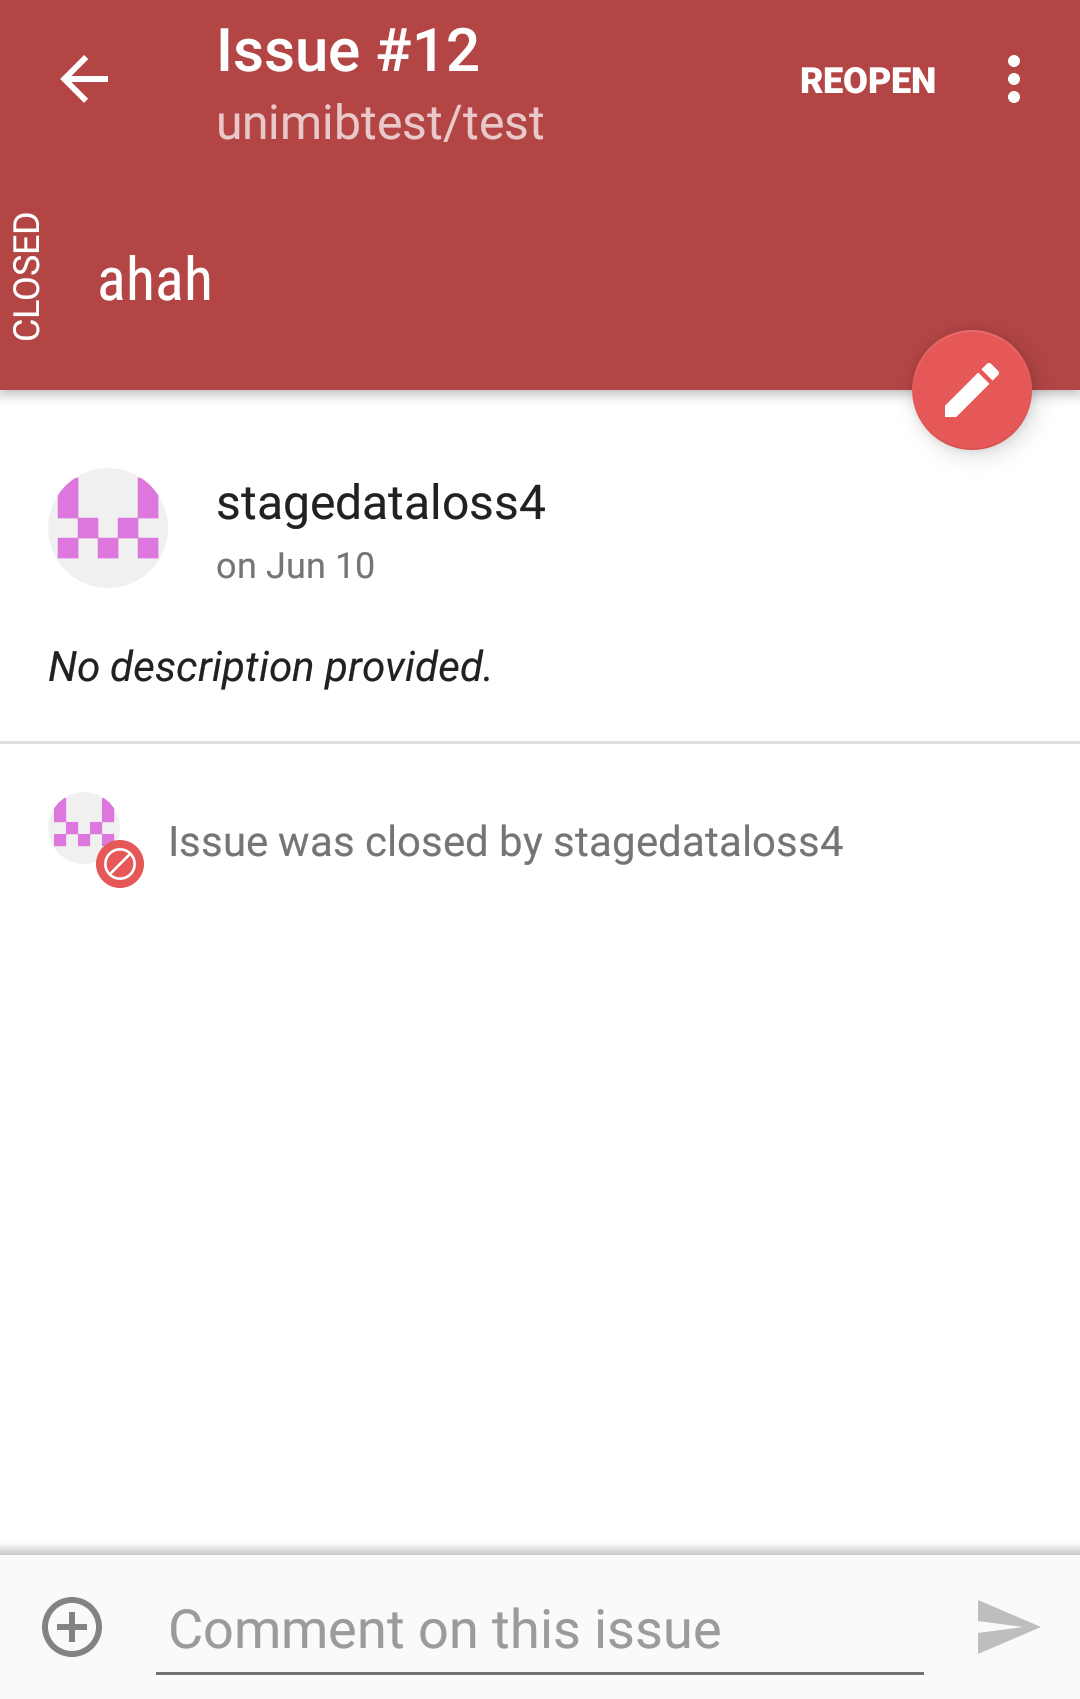 Issue #12
unimibtest/test
REOPEN
CLOSED
ahah
stagedataloss4
on Jun 10
No description provided.
Issue was closed by stagedataloss4
Comment on this issue